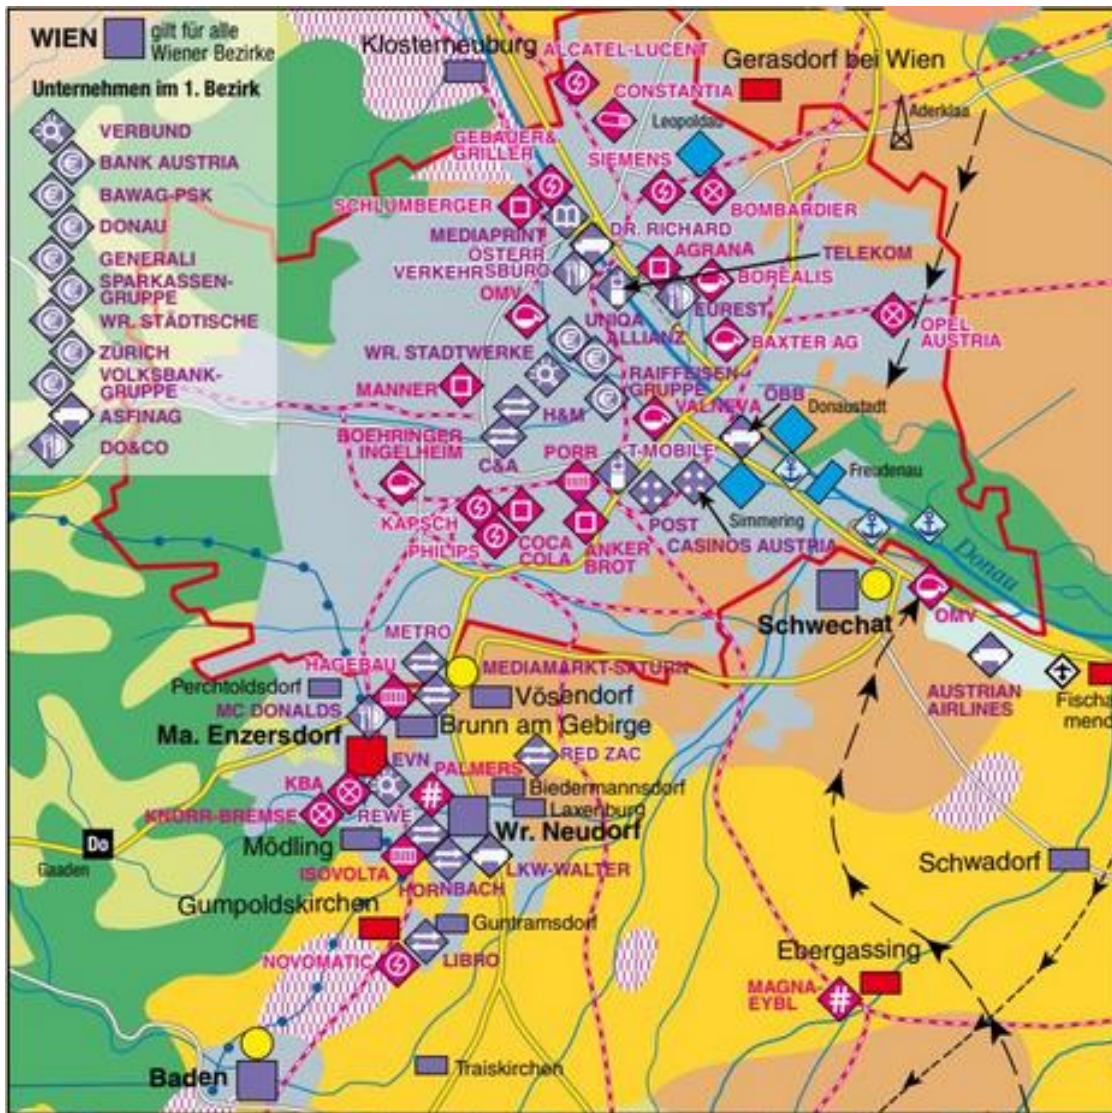 WIEN
gilt für alle
Wiener Bezirke
Unternehmen im 1. Bezirk
VERBUND
BANK AUSTRIA
BAWAG-PSK
DONAU
GENERALI
SPARKASSEN-
GRUPPE
WR. STÄDTISCHE
ZÜRICH
VOLKSBANK-
GRUPPE
ASFINAG
DO&CO
Klosterneuburg
ALCATEL-LUCENT
Gerasdorf bei Wien
CONSTANTIA
Leopoldau
Aderklaa
GEBAUER&
GRILLER
SIEMENS
SCHLUMBERGER
BOMBARDIER
MEDIAPRINT
DR. RICHARD
ÖSTERR
VERKEHRSBÜRO
AGRANA
TELEKOM
BOREALIS
OMV
EUREST
UNIQA
ALLIANZ
OPEL
AUSTRIA
BAXTER AG
WR. STADTWERKE
RAIFFEISEN-
GRUPPE
MANNER
ÖBB
H&M
VALNEVA
Donaustadt
BOEHRINGER
INGELHEIM
C&A
PORR
T-MOBILE
Freudenau
KAPSCH
POST
Simmering
PHILIPS
COCA
COLA
ANKER
BROT
CASINOS AUSTRIA
Donau
Schwechat
OMV
METRO
HAGEBAU
MEDIAMARKT-SATURN
Perchtoldsdorf
Vösendorf
AUSTRIAN
AIRLINES
Fischa
mend
MC DONALDS
Brunn am Gebirge
Ma. Enzersdorf
RED ZAC
EVN
PALMERS
KBA
Biedermannsdorf
KNORR-BREMSE
REWE
Laxenburg
Wr. Neudorf
Mödling
Do
Gaaden
ISOVOLTA
LKW-WALTER
HORNBACH
Schwadorf
Gumpoldskirchen
Guntramsdorf
NOVOMATIC
LIBRO
Ebergassing
MAGNA-
EYBL
Traiskirchen
Baden